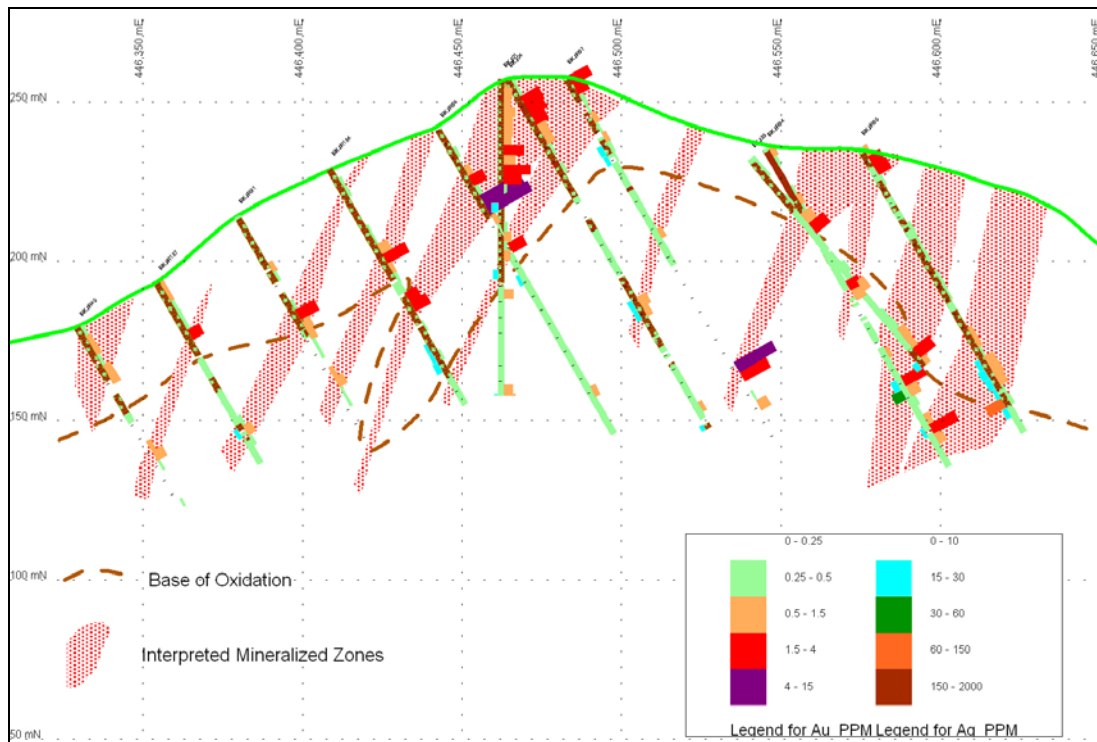 446,350 mE
446,400 mE
446,450 mE
446,500 mE
446,550 mE
446,600 mE
446,650 mE
250 mN
200 mN
150 mN
100 mN
50 mN
Base of Oxidation
Interpreted Mineralized Zones
0 - 0.25
0 - 10
0.25 - 0.5
15 - 30
0.5 - 1.5
30 - 60
1.5 - 4
60 - 150
4 - 15
150 - 2000
Legend for Au_PPM
Legend for Ag_PPM